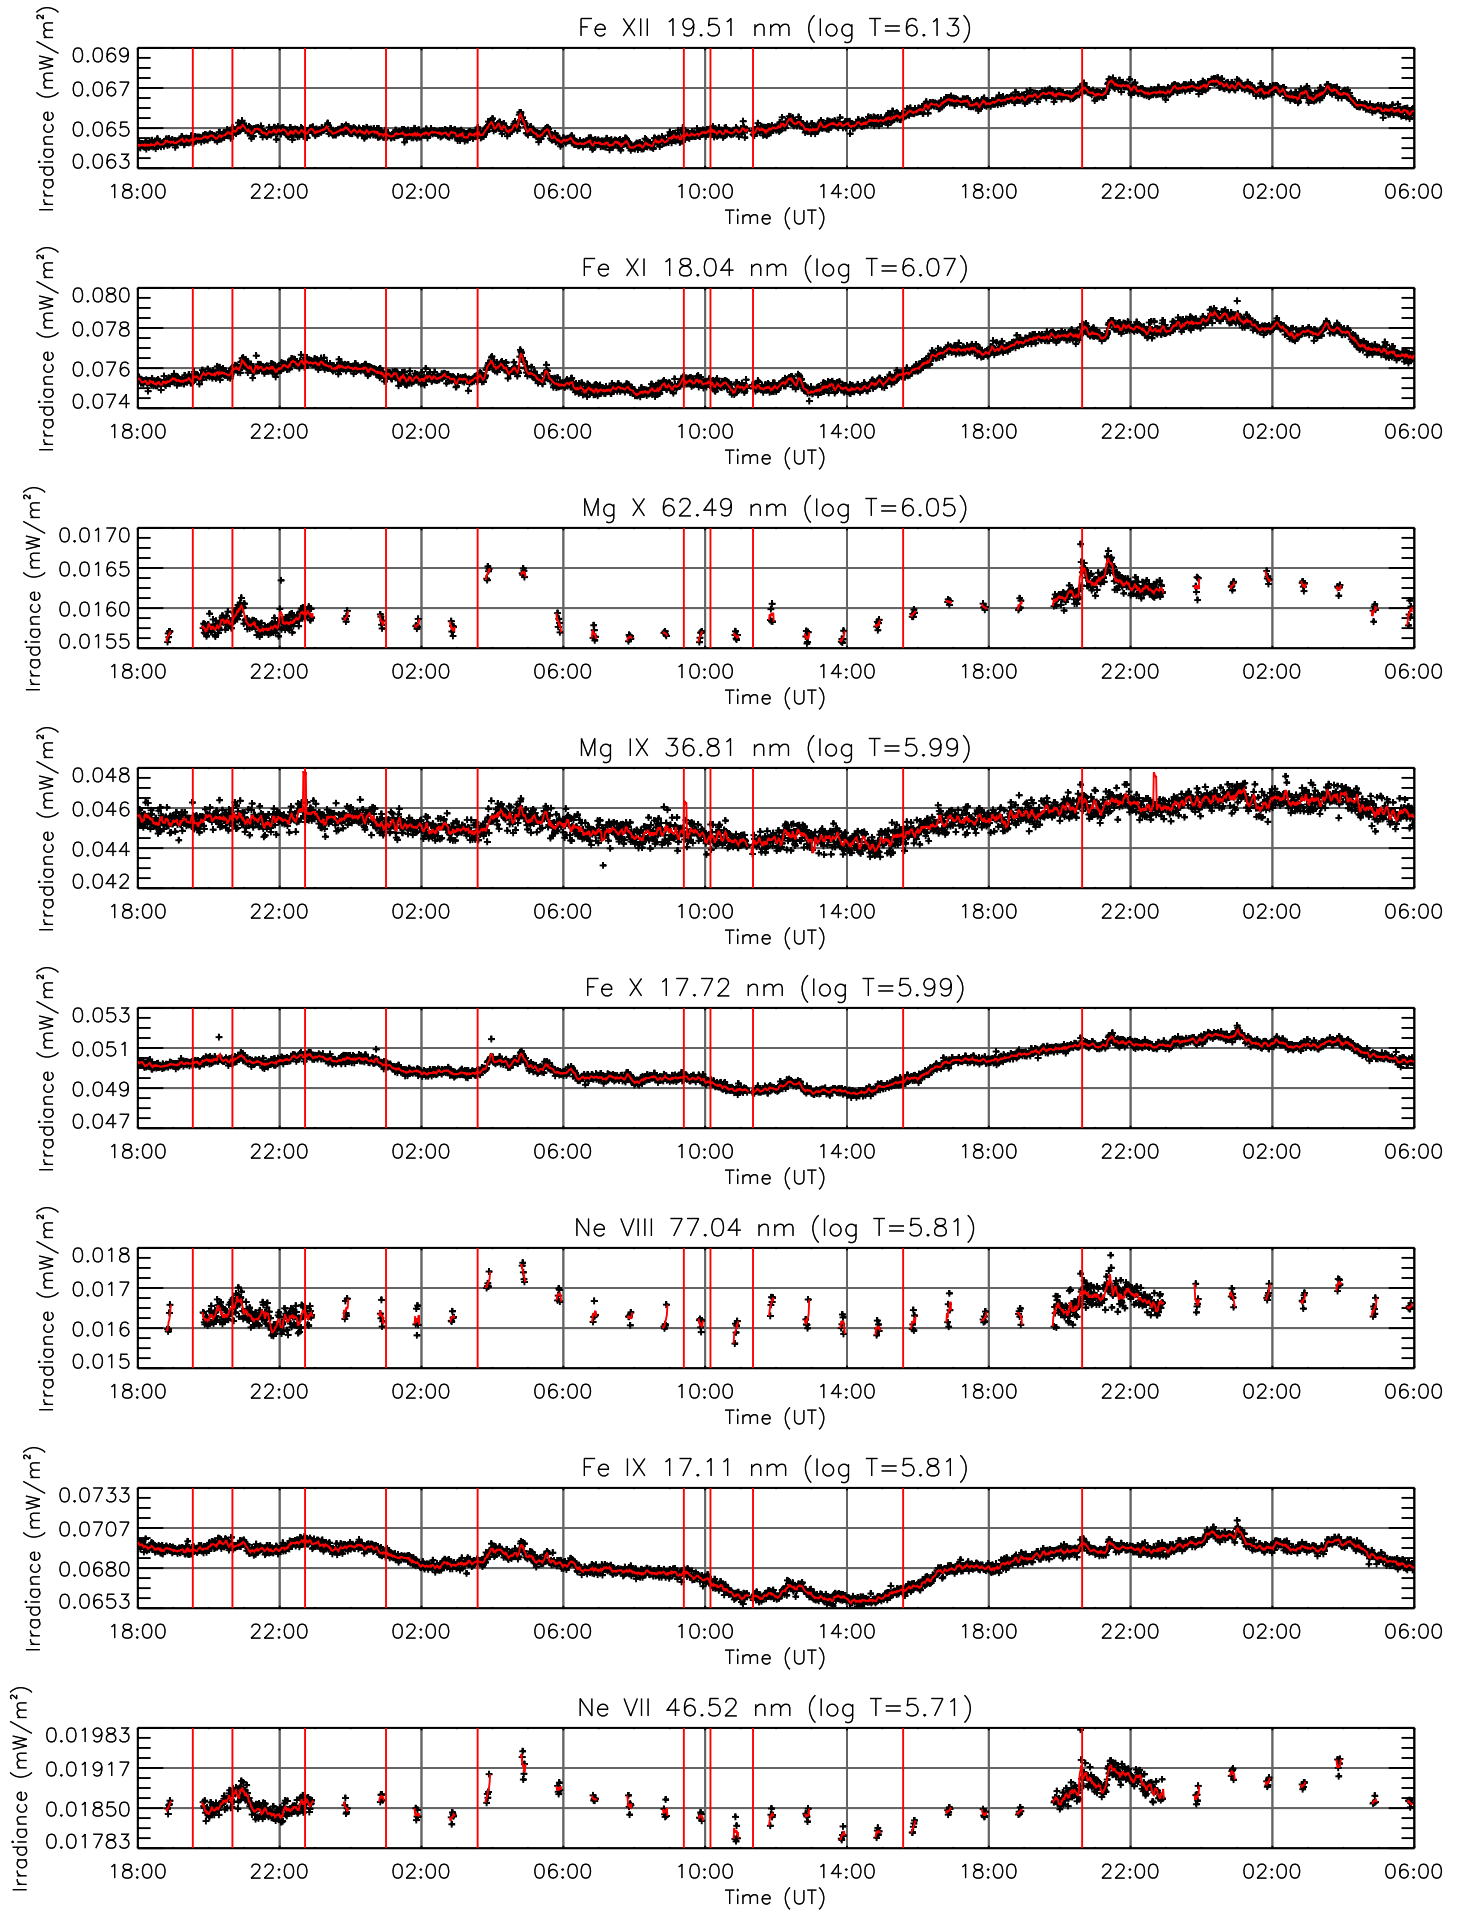 Fe XII 19.51 nm (log T=6.13)
Irradiance (mW/m²)
0.069
0.067
0.065
0.063
18:00 22:00 02:00 06:00 10:00 14:00 18:00 22:00 02:00 06:00
Time (UT)
Fe XI 18.04 nm (log T=6.07)
Irradiance (mW/m²)
0.080
0.078
0.076
0.074
18:00 22:00 02:00 06:00 10:00 14:00 18:00 22:00 02:00 06:00
Time (UT)
Mg X 62.49 nm (log T=6.05)
Irradiance (mW/m²)
0.0170
0.0165
0.0160
0.0155
18:00 22:00 02:00 06:00 10:00 14:00 18:00 22:00 02:00 06:00
Time (UT)
Mg IX 36.81 nm (log T=5.99)
Irradiance (mW/m²)
0.048
0.046
0.044
0.042
18:00 22:00 02:00 06:00 10:00 14:00 18:00 22:00 02:00 06:00
Time (UT)
Fe X 17.72 nm (log T=5.99)
Irradiance (mW/m²)
0.053
0.051
0.049
0.047
18:00 22:00 02:00 06:00 10:00 14:00 18:00 22:00 02:00 06:00
Time (UT)
Ne VIII 77.04 nm (log T=5.81)
Irradiance (mW/m²)
0.018
0.017
0.016
0.015
18:00 22:00 02:00 06:00 10:00 14:00 18:00 22:00 02:00 06:00
Time (UT)
Fe IX 17.11 nm (log T=5.81)
Irradiance (mW/m²)
0.0733
0.0707
0.0680
0.0653
18:00 22:00 02:00 06:00 10:00 14:00 18:00 22:00 02:00 06:00
Time (UT)
Ne VII 46.52 nm (log T=5.71)
Irradiance (mW/m²)
0.01983
0.01917
0.01850
0.01783
18:00 22:00 02:00 06:00 10:00 14:00 18:00 22:00 02:00 06:00
Time (UT)